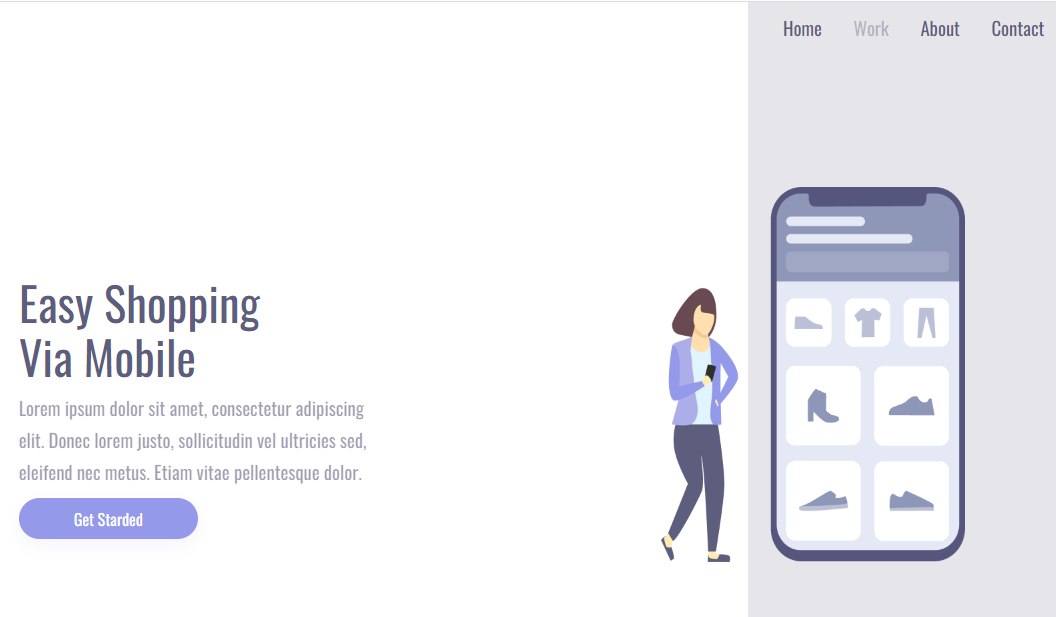 Home Work About Contact
Easy Shopping
Via Mobile
Lorem ipsum dolor sit amet, consectetur adipiscing
elit. Donec lorem justo, sollicitudin vel ultricies sed,
eleifend nec metus. Etiam vitae pellentesque dolor.
Get Starded